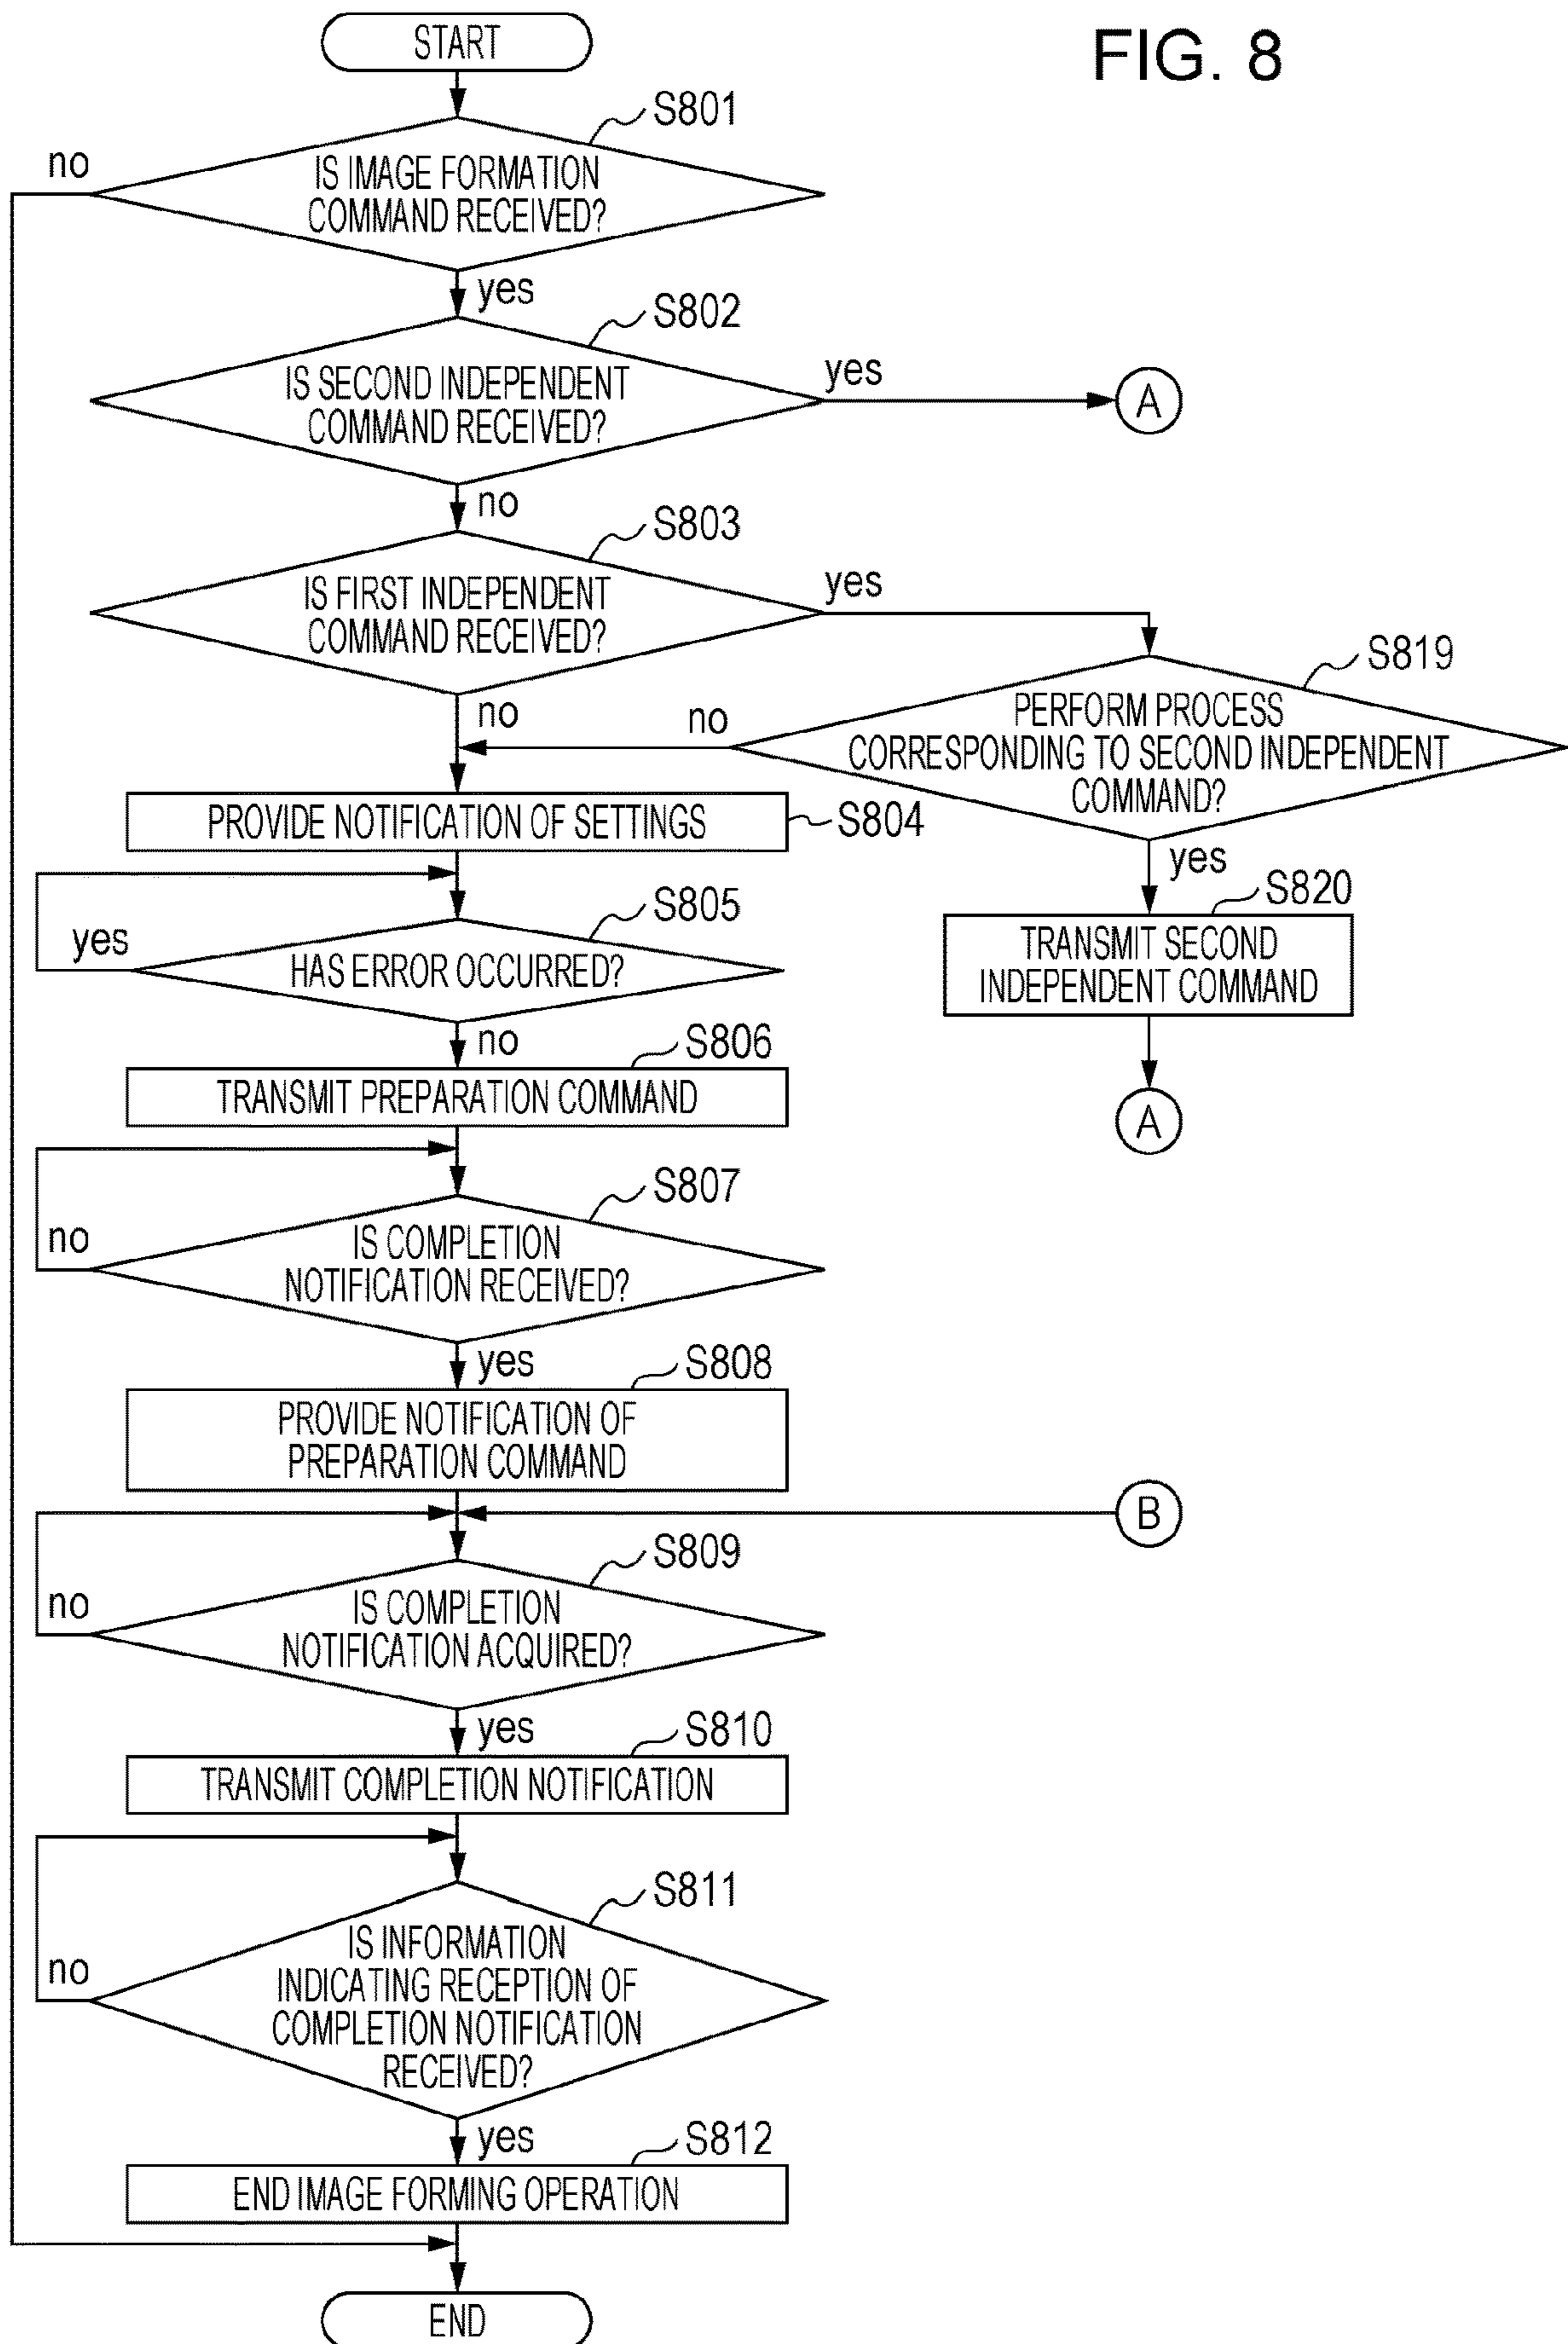 START
FIG. 8
S801
no
IS IMAGE FORMATION
COMMAND RECEIVED?
yes
S802
IS SECOND INDEPENDENT
COMMAND RECEIVED?
yes
A
no
S803
IS FIRST INDEPENDENT
COMMAND RECEIVED?
yes
S819
PERFORM PROCESS
CORRESPONDING TO SECOND INDEPENDENT
COMMAND?
no
no
PROVIDE NOTIFICATION OF SETTINGS
S804
yes
S820
TRANSMIT SECOND
INDEPENDENT COMMAND
A
S805
yes
HAS ERROR OCCURRED?
no
S806
TRANSMIT PREPARATION COMMAND
S807
no
IS COMPLETION
NOTIFICATION RECEIVED?
yes
S808
PROVIDE NOTIFICATION OF
PREPARATION COMMAND
B
S809
no
IS COMPLETION
NOTIFICATION ACQUIRED?
yes
S810
TRANSMIT COMPLETION NOTIFICATION
S811
no
IS INFORMATION
INDICATING RECEPTION OF
COMPLETION NOTIFICATION
RECEIVED?
yes
S812
END IMAGE FORMING OPERATION
END